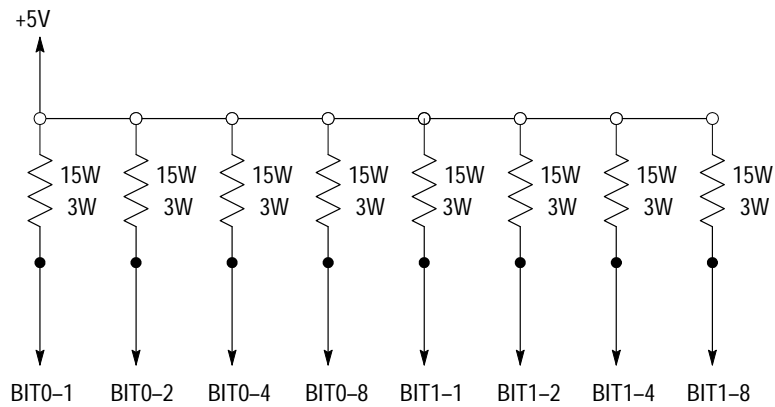 +5V
15W 15W 15W 15W 15W 15W 15W 15W
3W 3W 3W 3W 3W 3W 3W 3W
BIT0–1 BIT0–2 BIT0–4 BIT0–8 BIT1–1 BIT1–2 BIT1–4 BIT1–8